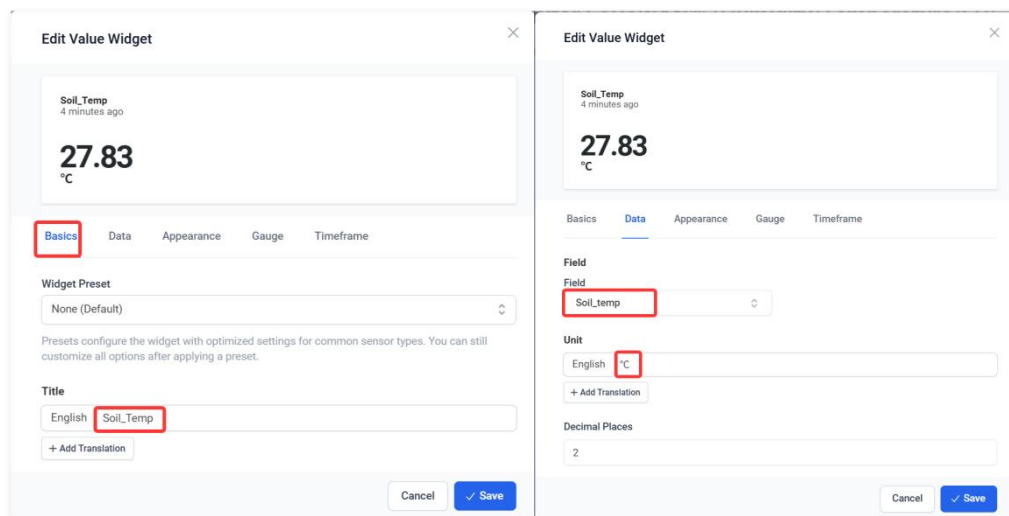 Edit Value Widget
Soil_Temp
4 minutes ago
27.83
°C
Basics Data Appearance Gauge Timeframe
Widget Preset
None (Default)
Presets configure the widget with optimized settings for common sensor types. You can still
customize all options after applying a preset.
Title
English Soil_Temp
+ Add Translation
Cancel ✓ Save
Edit Value Widget
Soil_Temp
4 minutes ago
27.83
°C
Basics Data Appearance Gauge Timeframe
Field
Field
Soil_temp
Unit
English °C
+ Add Translation
Decimal Places
2
Cancel ✓ Save